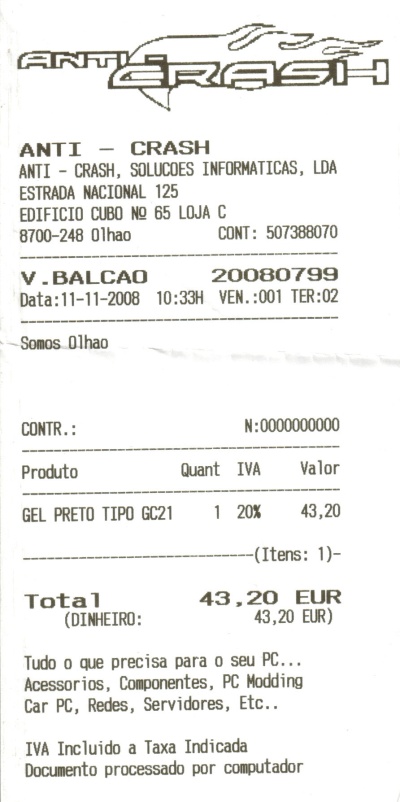 ANTI CRASH
ANTI - CRASH
ANTI - CRASH, SOLUCOES INFORMATICAS, LDA
ESTRADA NACIONAL 125
EDIFICIO CUBO Nº 65 LOJA C
8700-248 Olhao CONT: 507388070
V.BALCAO 20080799
Data:11-11-2008 10:33H VEN.:001 TER:02
Somos Olhao
CONTR.: N:0000000000
Produto Quant IVA Valor
GEL PRETO TIPO GC21 1 20% 43,20
------------------------------(Itens: 1)-
Total 43,20 EUR
(DINHEIRO: 43,20 EUR)
Tudo o que precisa para o seu PC...
Acessorios, Componentes, PC Modding
Car PC, Redes, Servidores, Etc..
IVA Incluido a Taxa Indicada
Documento processado por computador